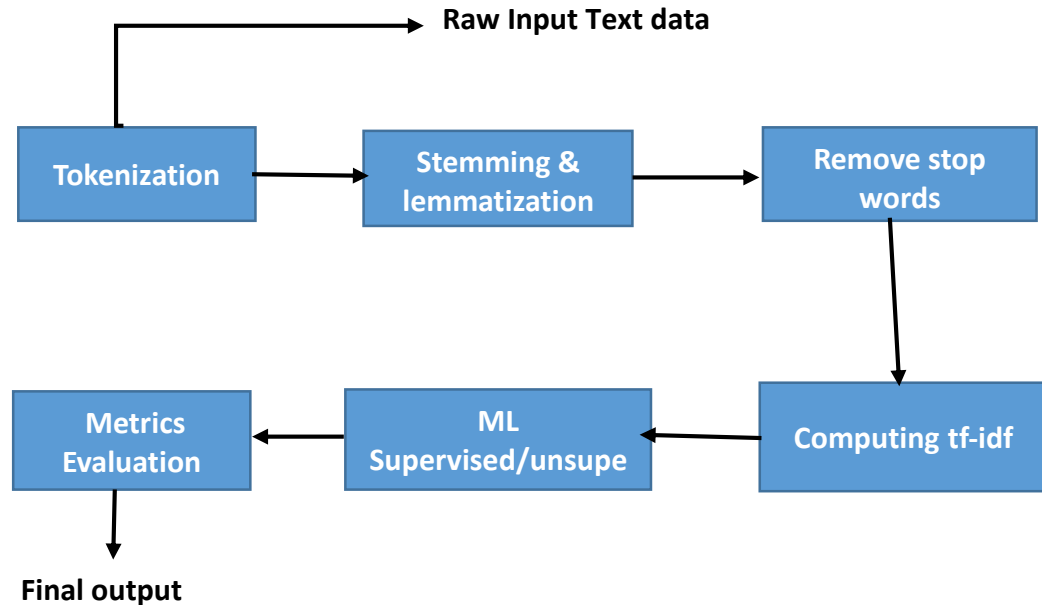 Raw Input Text data
Tokenization
Stemming &
lemmatization
Remove stop
words
Computing tf-idf
ML
Supervised/unsupe
Metrics
Evaluation
Final output